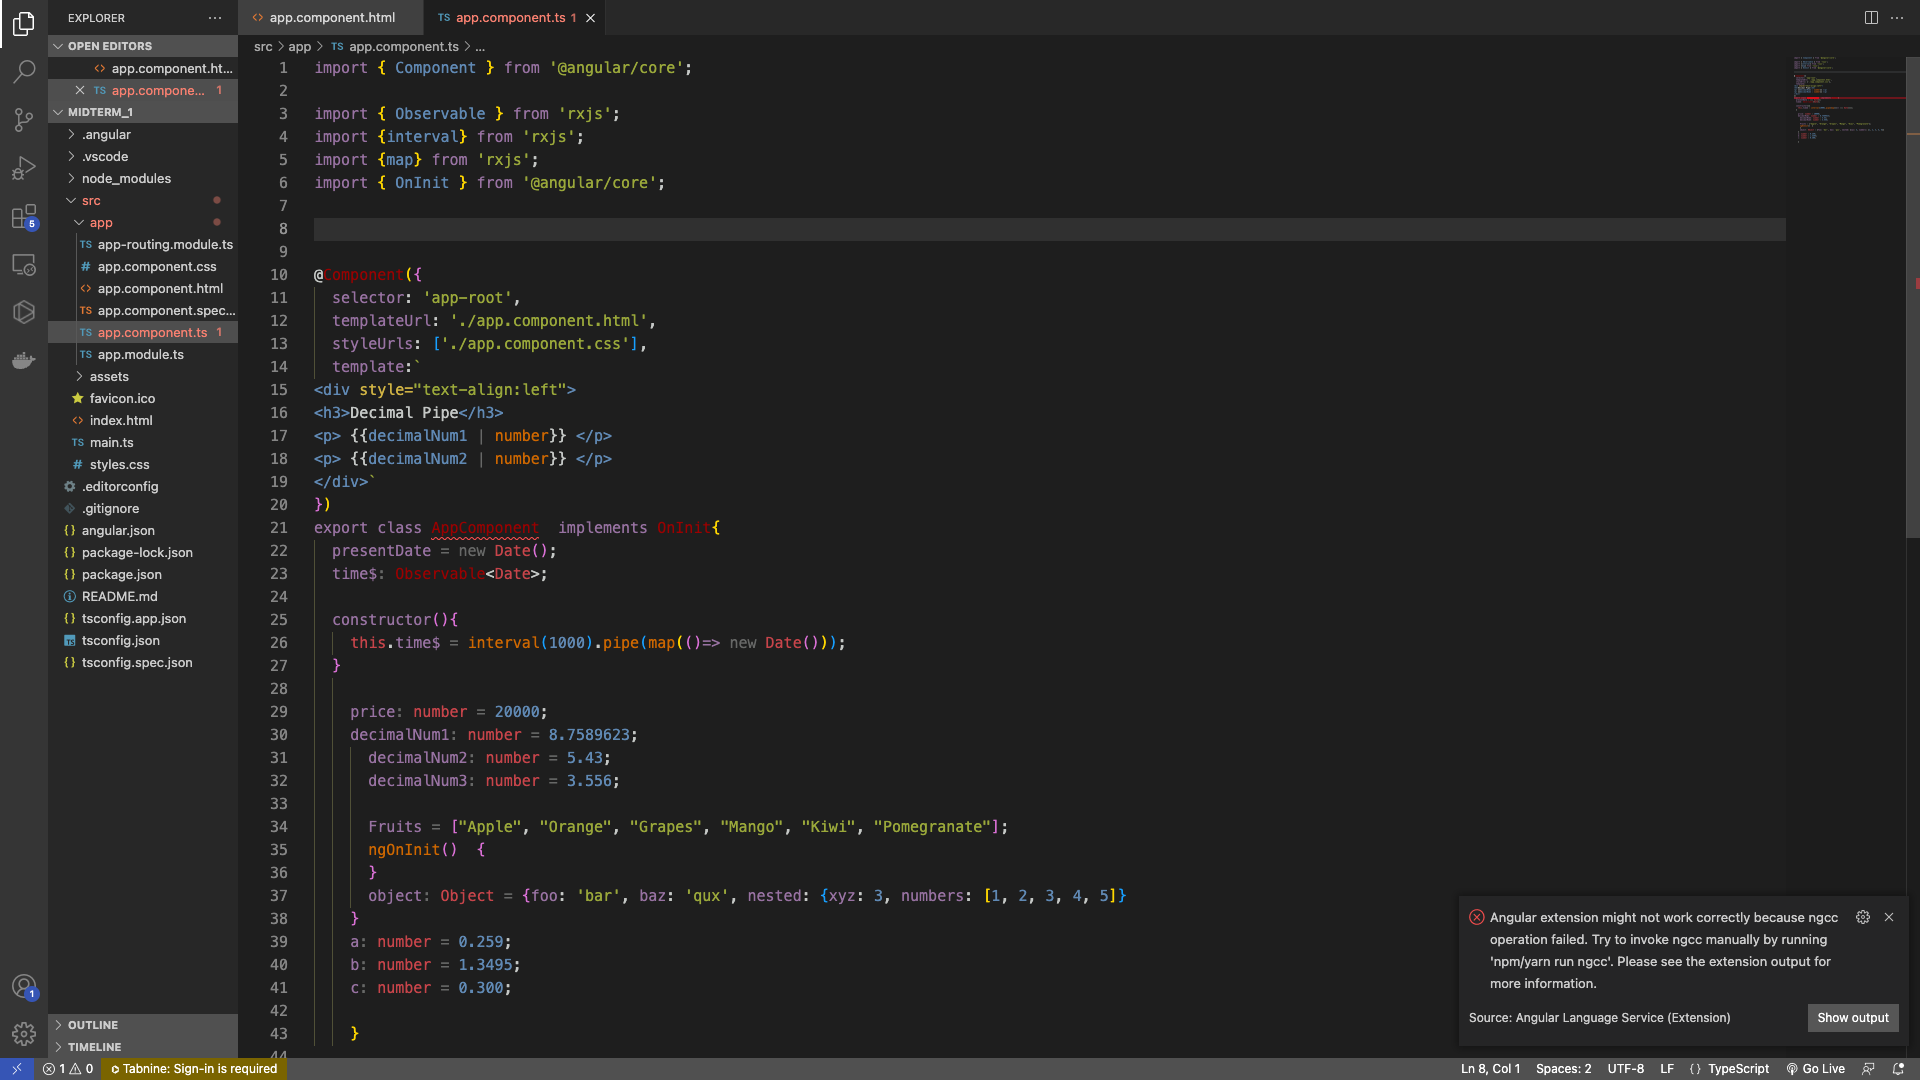 EXPLORER
OPEN EDITORS
app.component.ht...
TS app.compone... 1
MIDTERM_1
.angular
.vscode
node_modules
src
app
TS app-routing.module.ts
# app.component.css
<> app.component.html
TS app.component.spec...
TS app.component.ts 1
TS app.module.ts
assets
favicon.ico
<> index.html
TS main.ts
# styles.css
.editorconfig
.gitignore
{} angular.json
{} package-lock.json
{} package.json
README.md
{} tsconfig.app.json
tsconfig.json
{} tsconfig.spec.json
OUTLINE
TIMELINE
5
1
<> app.component.html
TS app.component.ts 1
src > app > TS app.component.ts > ...
1 import { Component } from '@angular/core';
2
3 import { Observable } from 'rxjs';
4 import {interval} from 'rxjs';
5 import {map} from 'rxjs';
6 import { OnInit } from '@angular/core';
7
8
9
10 @Component({
11 selector: 'app-root',
12 templateUrl: './app.component.html',
13 styleUrls: ['./app.component.css'],
14 template:`
15 <div style="text-align:left">
16 <h3>Decimal Pipe</h3>
17 <p> {{decimalNum1 | number}} </p>
18 <p> {{decimalNum2 | number}} </p>
19 </div>`
20 })
21 export class AppComponent  implements OnInit{
22 presentDate = new Date();
23 time$: Observable<Date>;
24
25 constructor(){
26 this.time$ = interval(1000).pipe(map(()=> new Date()));
27 }
28
29 price: number = 20000;
30 decimalNum1: number = 8.7589623;
31 decimalNum2: number = 5.43;
32 decimalNum3: number = 3.556;
33
34 Fruits = ["Apple", "Orange", "Grapes", "Mango", "Kiwi", "Pomegranate"];
35 ngOnInit()  {
36 }
37 object: Object = {foo: 'bar', baz: 'qux', nested: {xyz: 3, numbers: [1, 2, 3, 4, 5]}
38 }
39 a: number = 0.259;
40 b: number = 1.3495;
41 c: number = 0.300;
42
43 }
44
Angular extension might not work correctly because ngcc
operation failed. Try to invoke ngcc manually by running
'npm/yarn run ngcc'. Please see the extension output for
more information.
Source: Angular Language Service (Extension)
Show output
1 0
Tabnine: Sign-in is required
Ln 8, Col 1
Spaces: 2
UTF-8
LF
{} TypeScript
Go Live